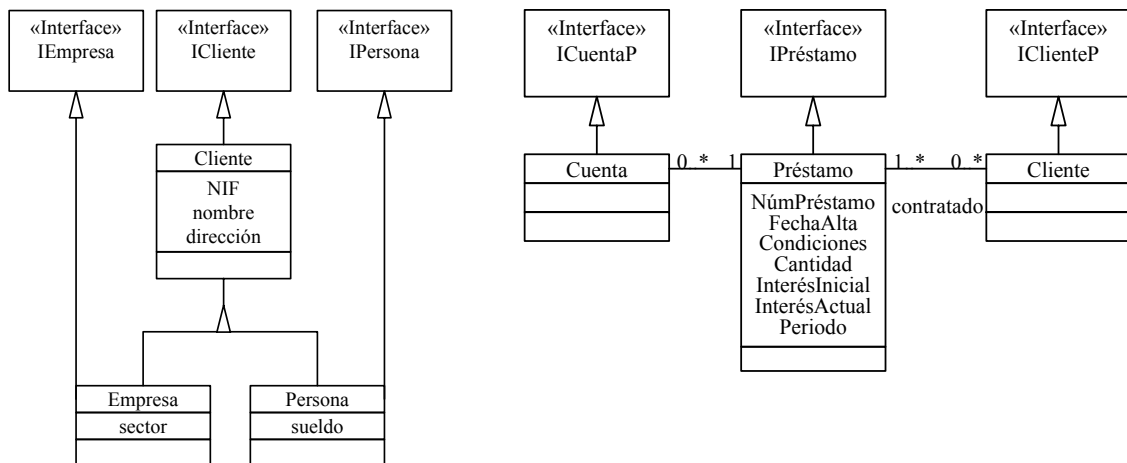 «Interface»
IEmpresa
«Interface»
ICliente
«Interface»
IPersona
Cliente
NIF
nombre
dirección
Empresa
sector
Persona
sueldo
«Interface»
ICuentaP
«Interface»
IPréstamo
«Interface»
IClienteP
Cuenta
0..* 1
Préstamo
1..* 0..*
Cliente
contratado
NúmPréstamo
FechaAlta
Condiciones
Cantidad
InterésInicial
InterésActual
Periodo